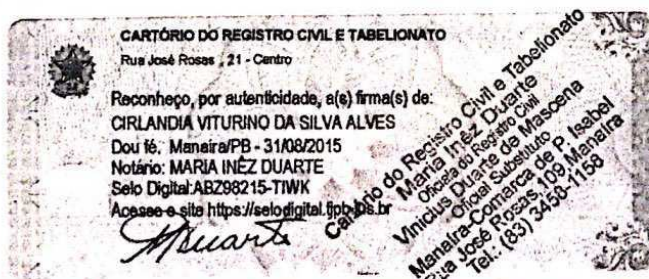 CARTÓRIO DO REGISTRO CIVIL E TABELIONATO
Rua José Rosas , 21 - Centro
Reconheço, por autenticidade, a(s) firma(s) de:
CIRLANDIA VITURINO DA SILVA ALVES
Dou fé. Manaira/PB - 31/08/2015
Notário: MARIA INÊZ DUARTE
Selo Digital:ABZ98215-TIWK
Acesse o site https://selodigital.tjpb.jus.br
Cartório do Registro Civil e Tabelionato
Maria Inêz Duarte
Oficiala do Registro Civil
Vinicius Duarte de Mascena
Oficial Substituto
Manaira-Comarca de P. Isabel
Rua José Rosas, 109, Manaira
Tel.: (83) 3458-1158